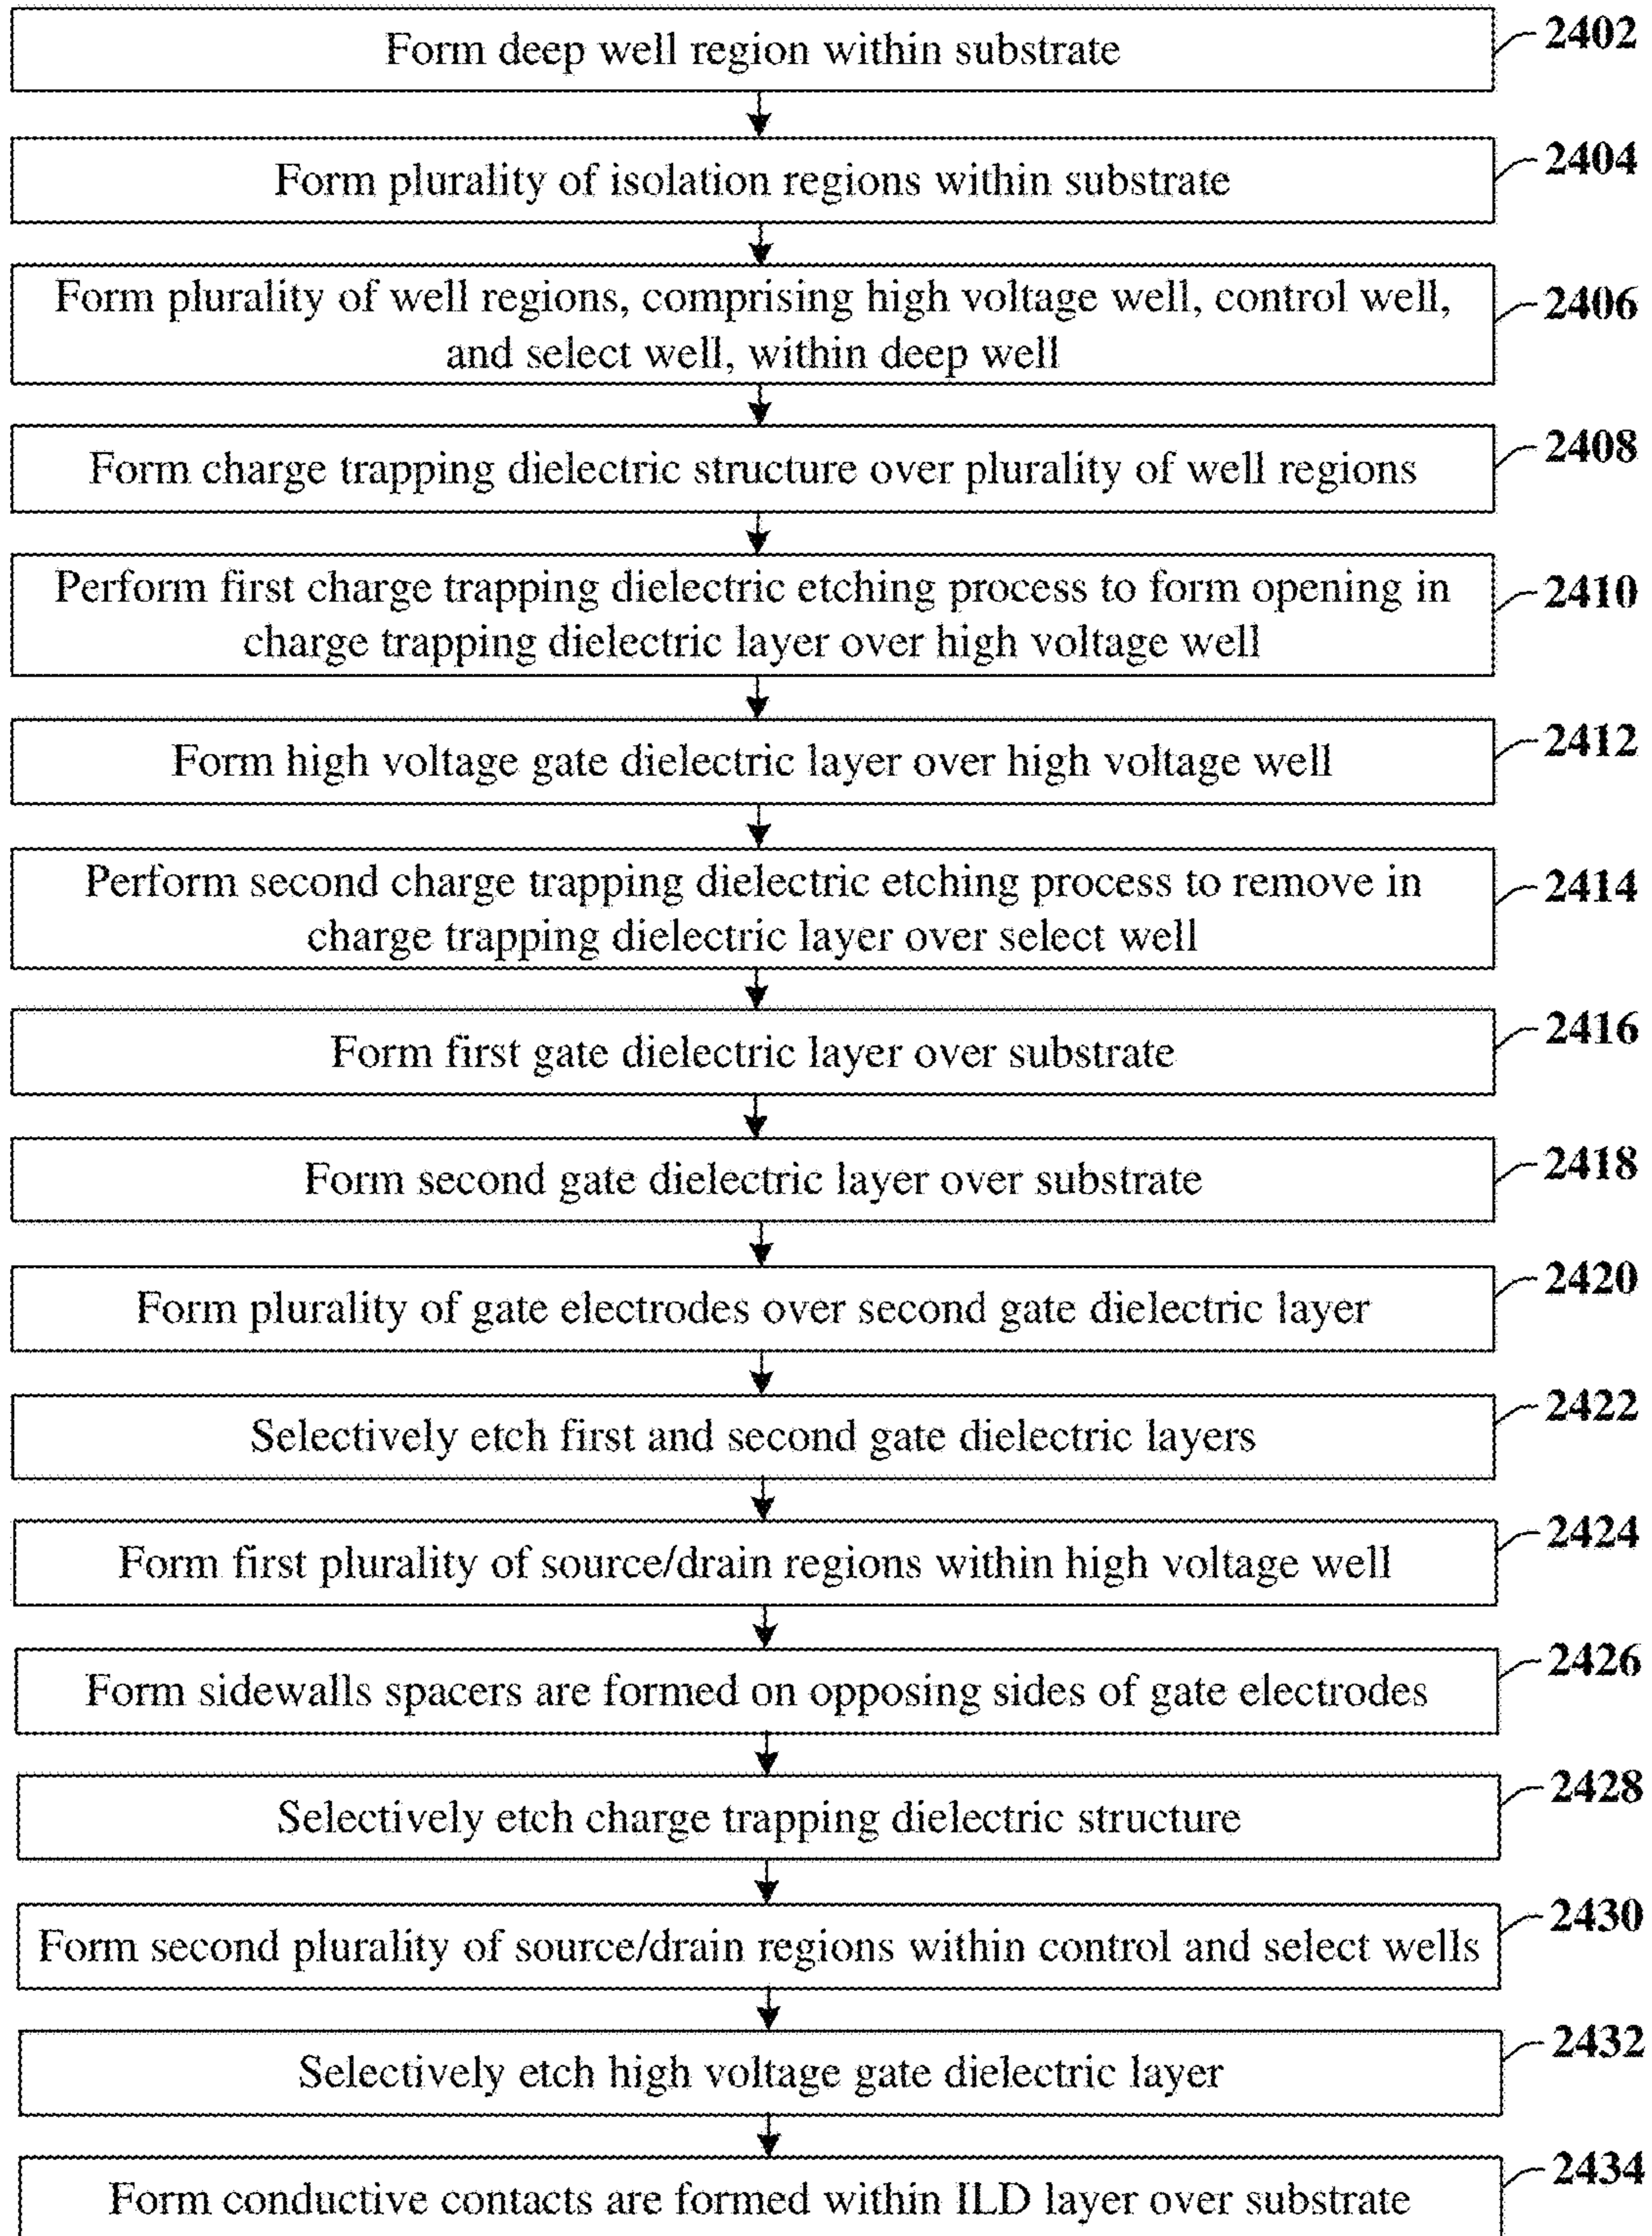 Form deep well region within substrate
2402
Form plurality of isolation regions within substrate
2404
Form plurality of well regions, comprising high voltage well, control well,
and select well, within deep well
2406
Form charge trapping dielectric structure over plurality of well regions
2408
Perform first charge trapping dielectric etching process to form opening in
charge trapping dielectric layer over high voltage well
2410
Form high voltage gate dielectric layer over high voltage well
2412
Perform second charge trapping dielectric etching process to remove in
charge trapping dielectric layer over select well
2414
Form first gate dielectric layer over substrate
2416
Form second gate dielectric layer over substrate
2418
Form plurality of gate electrodes over second gate dielectric layer
2420
Selectively etch first and second gate dielectric layers
2422
Form first plurality of source/drain regions within high voltage well
2424
Form sidewalls spacers are formed on opposing sides of gate electrodes
2426
Selectively etch charge trapping dielectric structure
2428
Form second plurality of source/drain regions within control and select wells
2430
Selectively etch high voltage gate dielectric layer
2432
Form conductive contacts are formed within ILD layer over substrate
2434